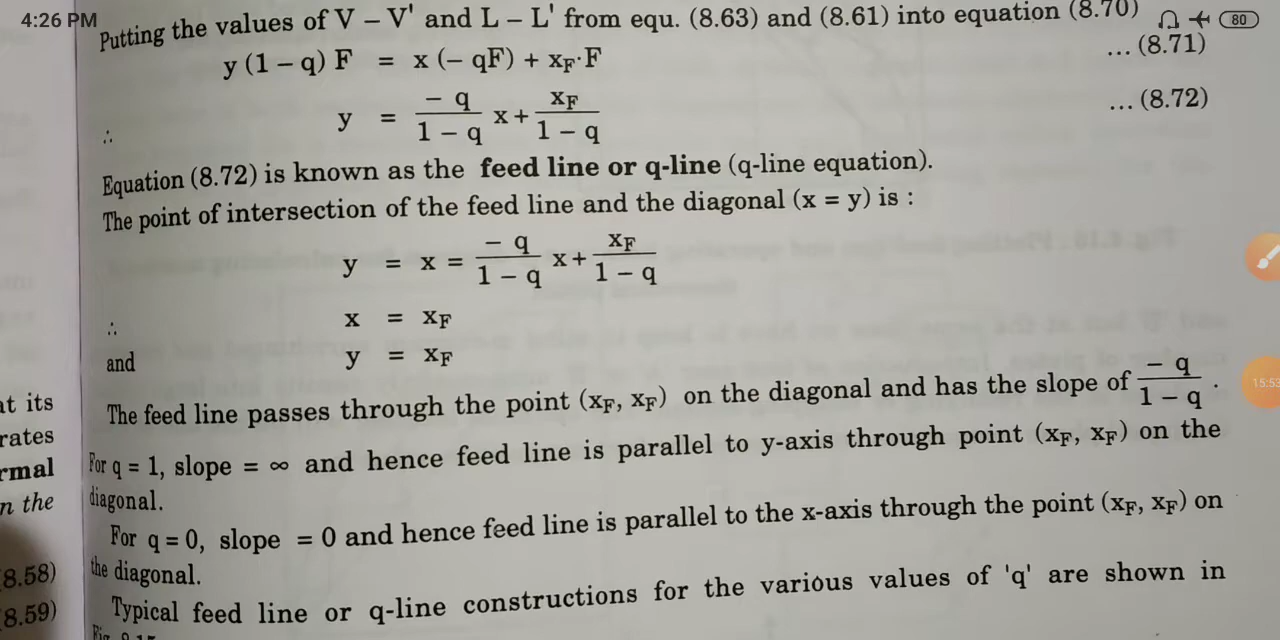 4:26 PM
80
Putting the values of V – V' and L – L' from equ. (8.63) and (8.61) into equation (8.70)
y (1 – q) F = x (– qF) + xF·F ... (8.71)
∴ y = – q / 1 – q x + xF / 1 – q ... (8.72)
Equation (8.72) is known as the feed line or q-line (q-line equation).
The point of intersection of the feed line and the diagonal (x = y) is :
y = x = – q / 1 – q x + xF / 1 – q
∴ x = xF
and y = xF
The feed line passes through the point (xF, xF) on the diagonal and has the slope of – q / 1 – q .
For q = 1, slope = ∞ and hence feed line is parallel to y-axis through point (xF, xF) on the
diagonal.
For q = 0, slope = 0 and hence feed line is parallel to the x-axis through the point (xF, xF) on
the diagonal.
Typical feed line or q-line constructions for the various values of 'q' are shown in
at its
rates
rmal
n the
8.58)
8.59)
15:53